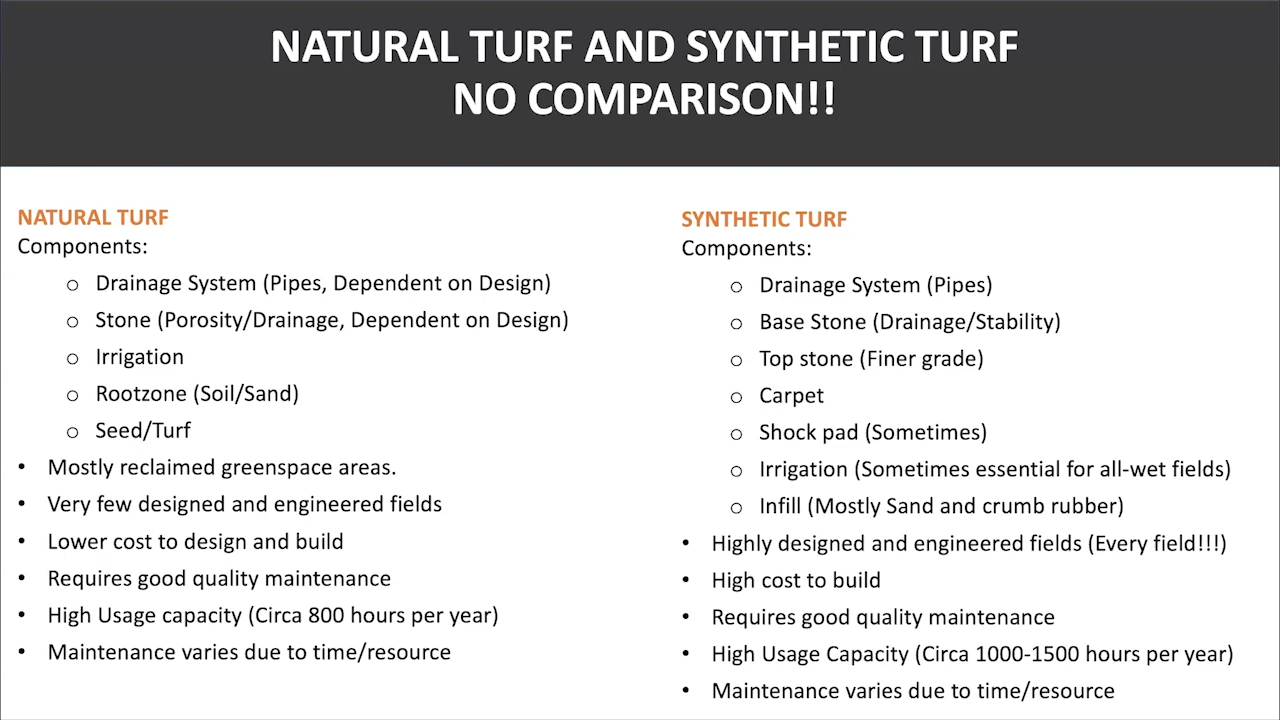 NATURAL TURF AND SYNTHETIC TURF
NO COMPARISON!!
NATURAL TURF
Components:
o Drainage System (Pipes, Dependent on Design)
o Stone (Porosity/Drainage, Dependent on Design)
o Irrigation
o Rootzone (Soil/Sand)
o Seed/Turf
• Mostly reclaimed greenspace areas.
• Very few designed and engineered fields
• Lower cost to design and build
• Requires good quality maintenance
• High Usage capacity (Circa 800 hours per year)
• Maintenance varies due to time/resource
SYNTHETIC TURF
Components:
o Drainage System (Pipes)
o Base Stone (Drainage/Stability)
o Top stone (Finer grade)
o Carpet
o Shock pad (Sometimes)
o Irrigation (Sometimes essential for all-wet fields)
o Infill (Mostly Sand and crumb rubber)
• Highly designed and engineered fields (Every field!!!)
• High cost to build
• Requires good quality maintenance
• High Usage Capacity (Circa 1000-1500 hours per year)
• Maintenance varies due to time/resource